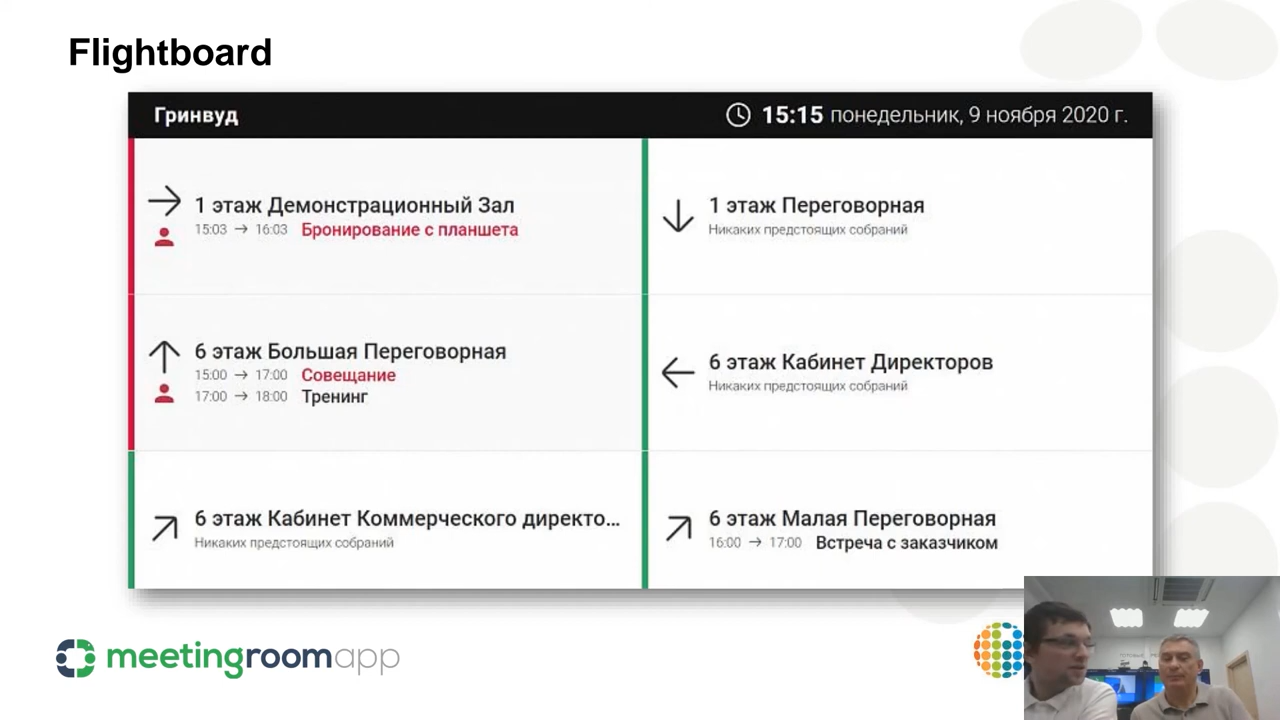 Flightboard
Гринвуд
15:15 понедельник, 9 ноября 2020 г.
1 этаж Демонстрационный Зал
15:03 → 16:03 Бронирование с планшета
1 этаж Переговорная
Никаких предстоящих собраний
6 этаж Большая Переговорная
15:00 → 17:00 Совещание
17:00 → 18:00 Тренинг
6 этаж Кабинет Директоров
Никаких предстоящих собраний
6 этаж Кабинет Коммерческого директо...
Никаких предстоящих собраний
6 этаж Малая Переговорная
16:00 → 17:00 Встреча с заказчиком
meetingroomapp